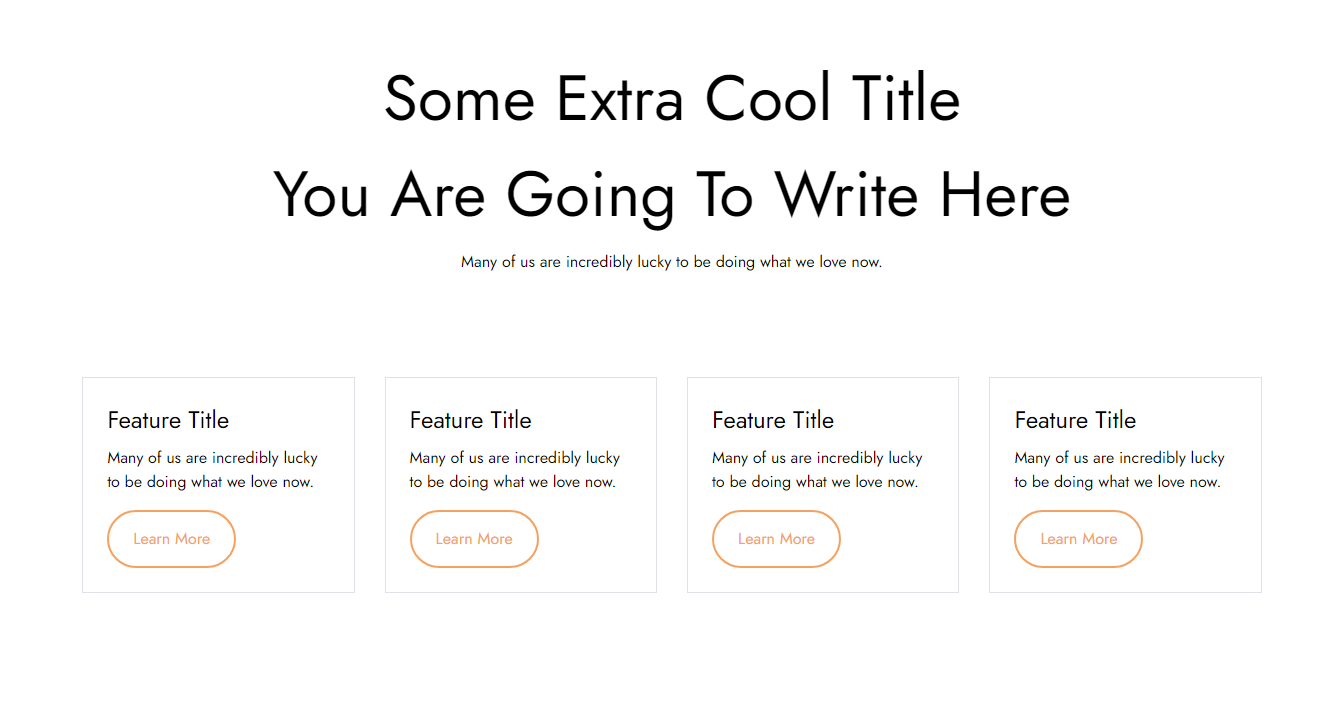 Some Extra Cool Title
You Are Going To Write Here
Many of us are incredibly lucky to be doing what we love now.
Feature Title
Many of us are incredibly lucky
to be doing what we love now.
Learn More
Feature Title
Many of us are incredibly lucky
to be doing what we love now.
Learn More
Feature Title
Many of us are incredibly lucky
to be doing what we love now.
Learn More
Feature Title
Many of us are incredibly lucky
to be doing what we love now.
Learn More